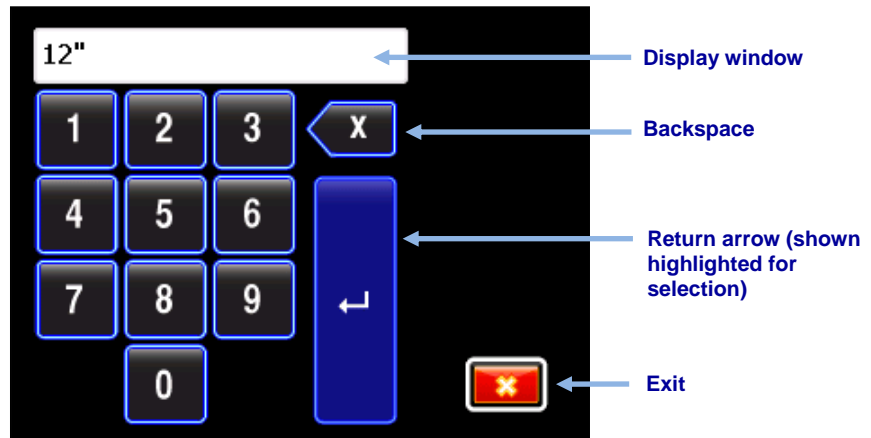 12"
Display window
1 2 3 X
Backspace
4 5 6
Return arrow (shown
highlighted for
selection)
7 8 9 ↵
0
Exit